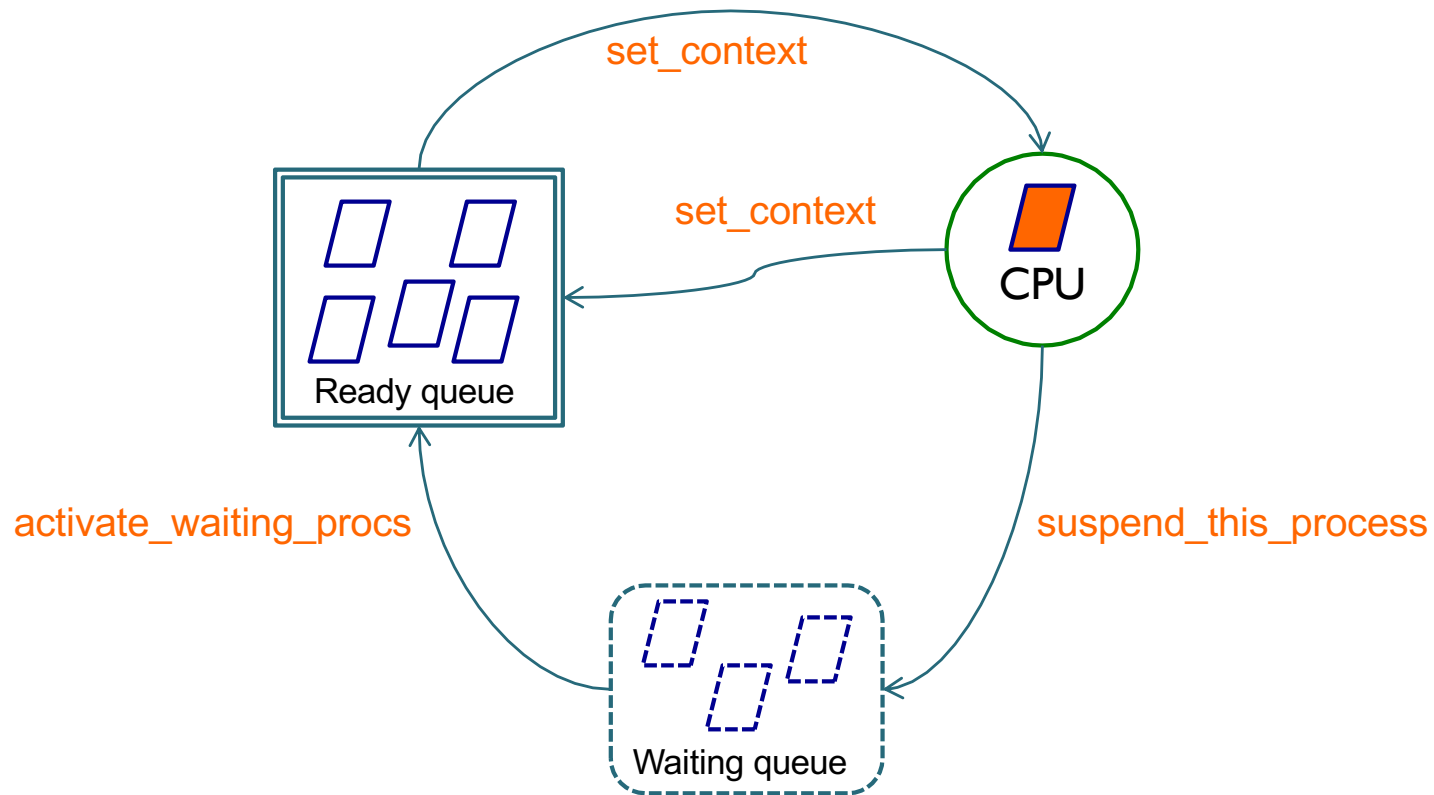 set_context
set_context
CPU
Ready queue
activate_waiting_procs
suspend_this_process
Waiting queue